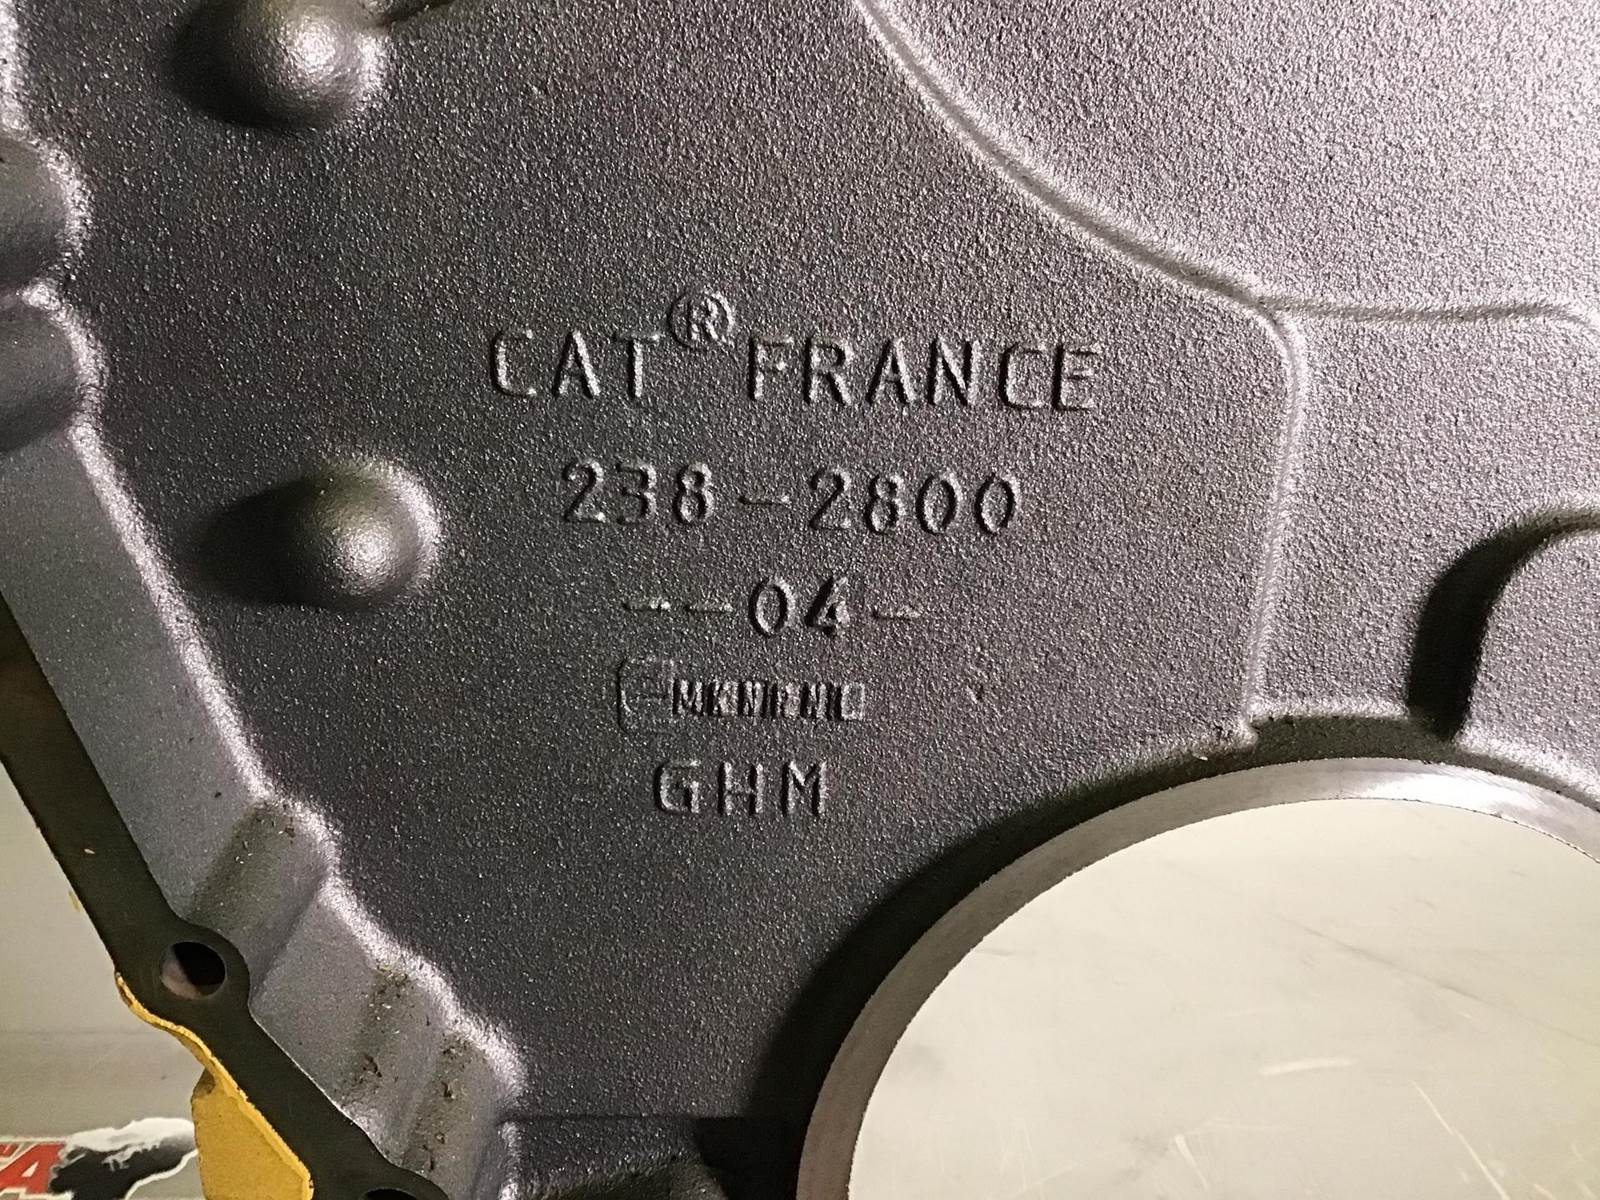 CAT® FRANCE
238-2800
--04-
GHM